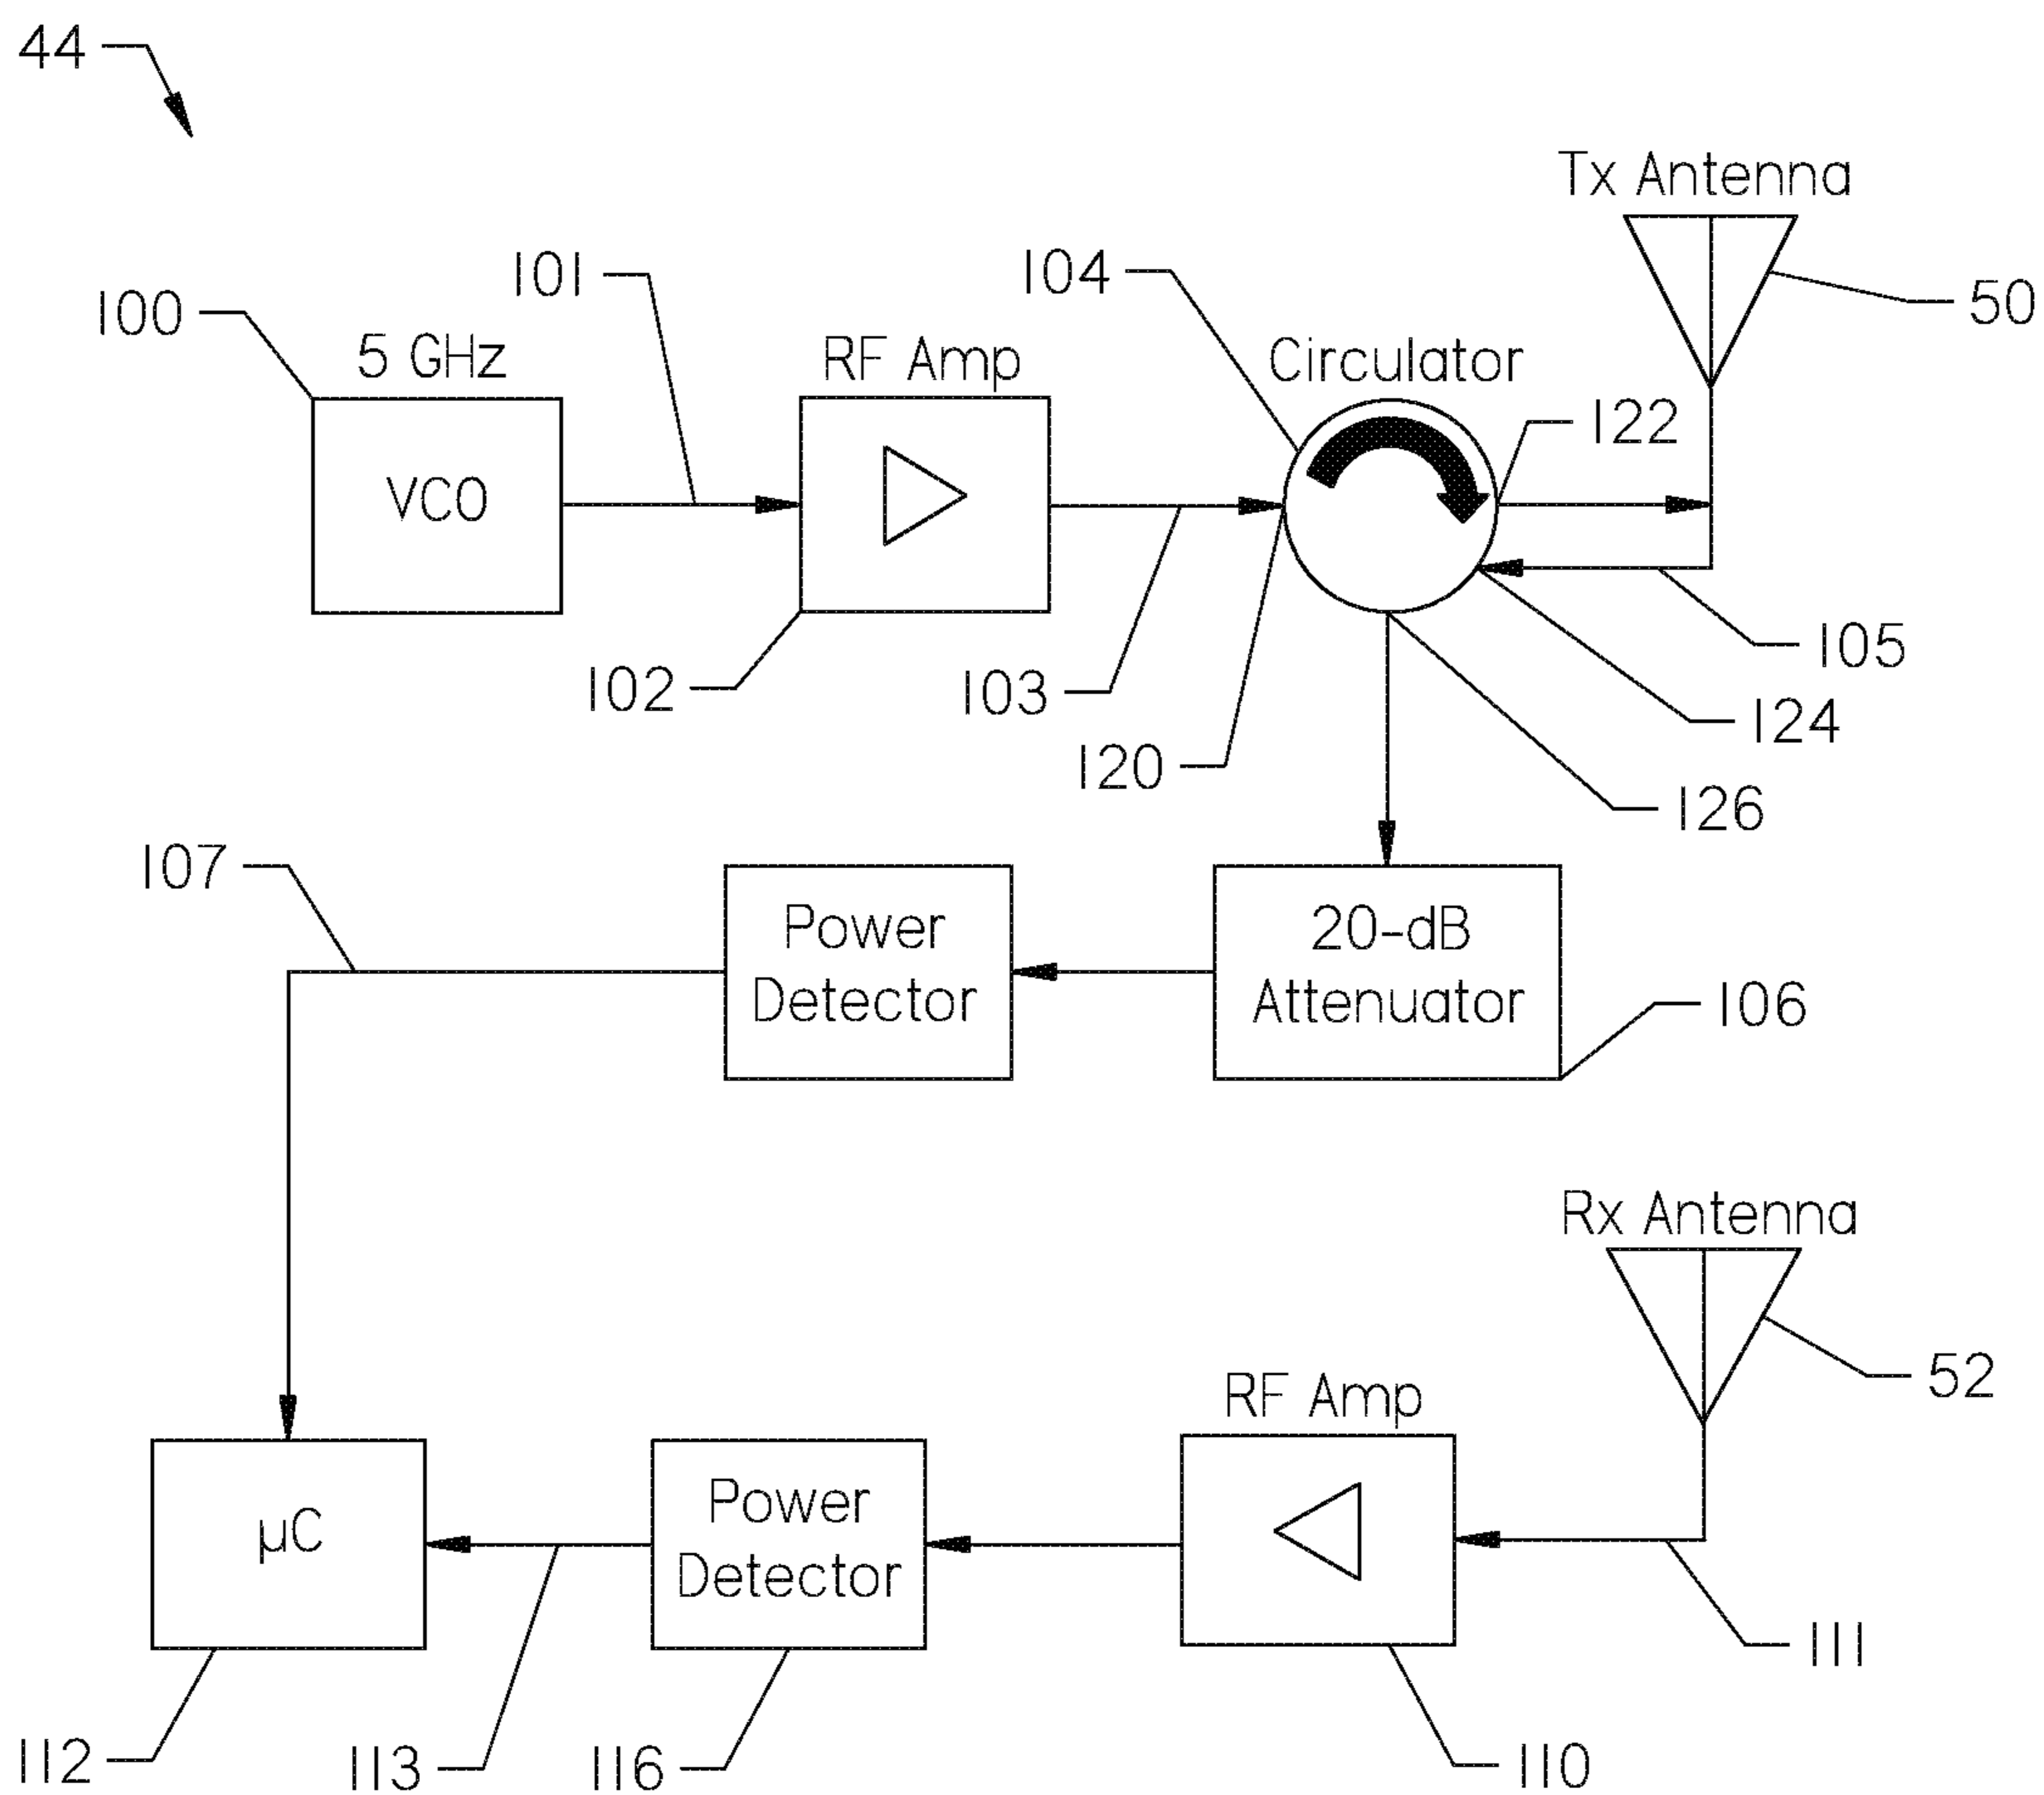 44
Tx Antenna
101
104
50
100
5 GHz
RF Amp
Circulator
122
VCO
102
103
105
120
124
126
107
Power
Detector
20-dB
Attenuator
106
Rx Antenna
RF Amp
52
µC
Power
Detector
111
112
113
116
110